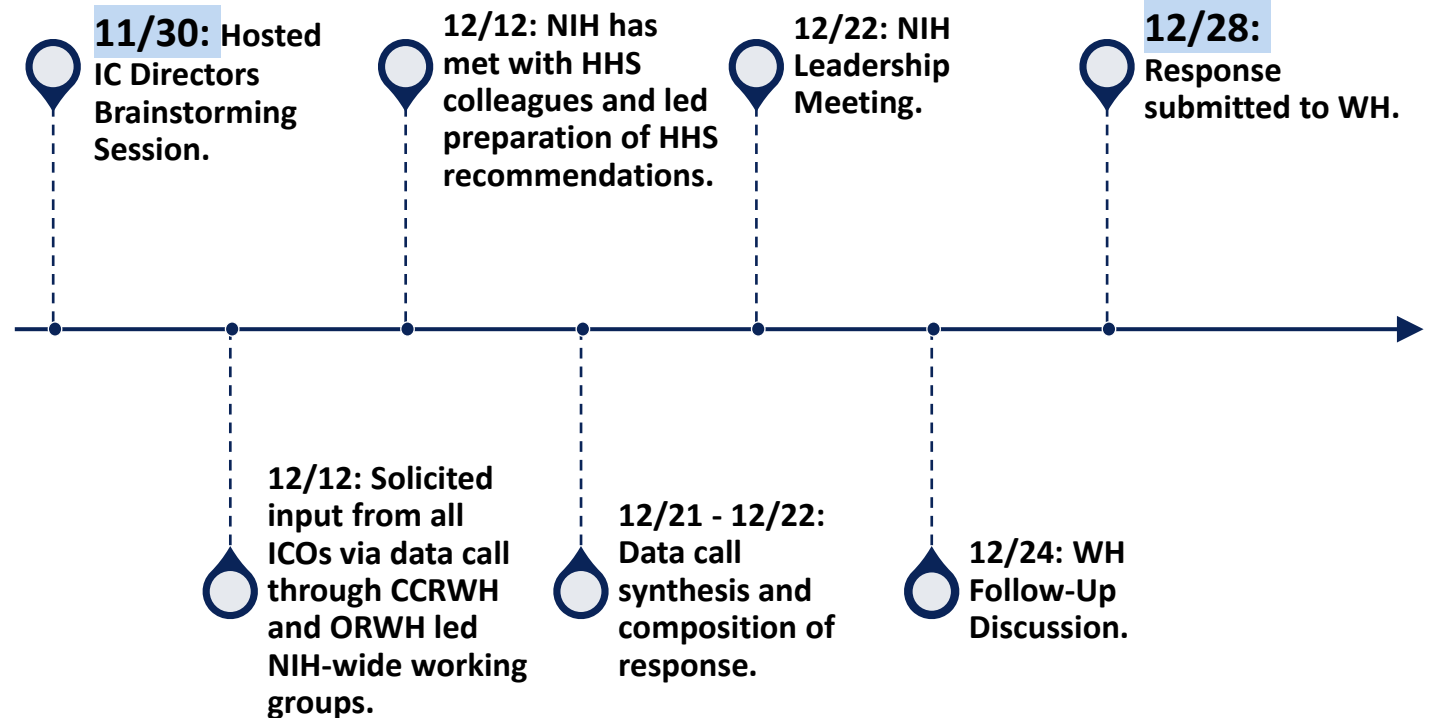 11/30: Hosted
IC Directors
Brainstorming
Session.
12/12: Solicited
input from all
ICOs via data call
through CCRWH
and ORWH led
NIH-wide working
groups.
12/12: NIH has
met with HHS
colleagues and led
preparation of HHS
recommendations.
12/21 - 12/22:
Data call
synthesis and
composition of
response.
12/22: NIH
Leadership
Meeting.
12/24: WH
Follow-Up
Discussion.
12/28:
Response
submitted to WH.